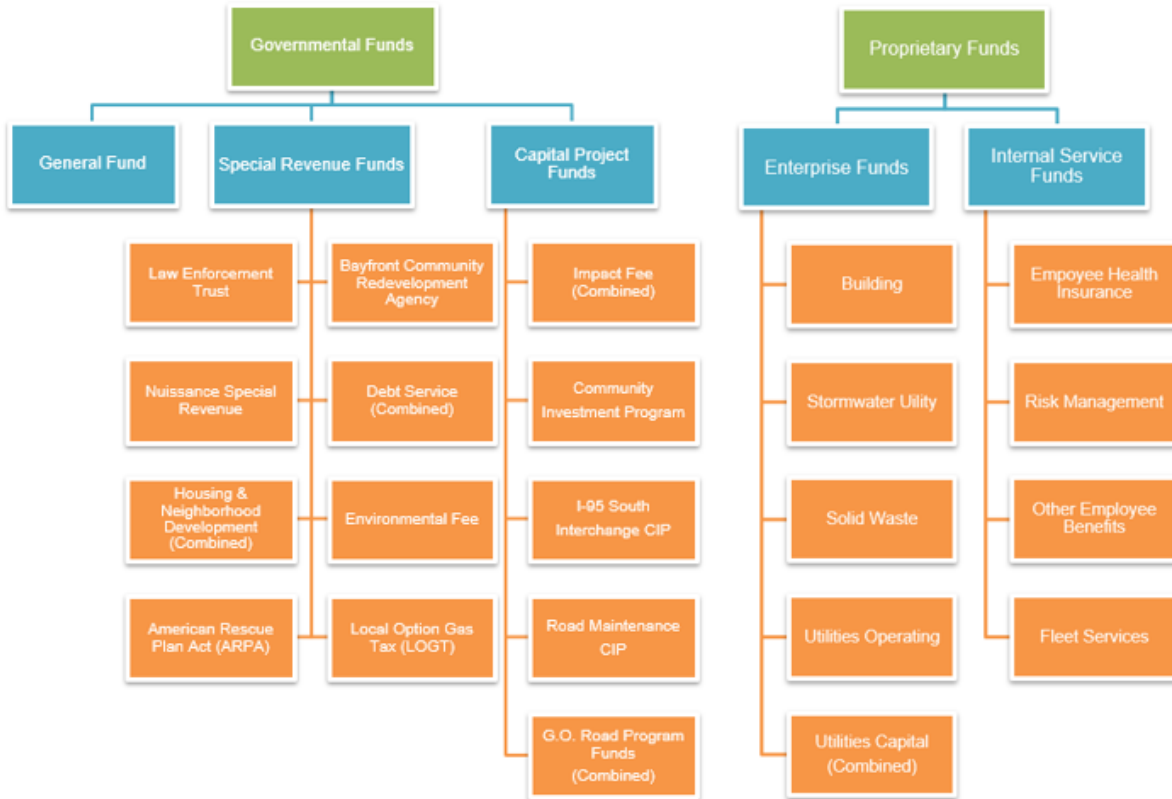 Governmental Funds
Proprietary Funds
General Fund
Special Revenue Funds
Capital Project
Funds
Enterprise Funds
Internal Service
Funds
Law Enforcement
Trust
Bayfront Community
Redevelopment
Agency
Impact Fee
(Combined)
Building
Empoyee Health
Insurance
Nuissance Special
Revenue
Debt Service
(Combined)
Community
Investment Program
Stormwater Uility
Risk Management
Housing &
Neighborhood
Development
(Combined)
Environmental Fee
I-95 South
Interchange CIP
Solid Waste
Other Employee
Benefits
American Rescue
Plan Act (ARPA)
Local Option Gas
Tax (LOGT)
Road Maintenance
CIP
Utilities Operating
Fleet Services
G.O. Road Program
Funds
(Combined)
Utilities Capital
(Combined)